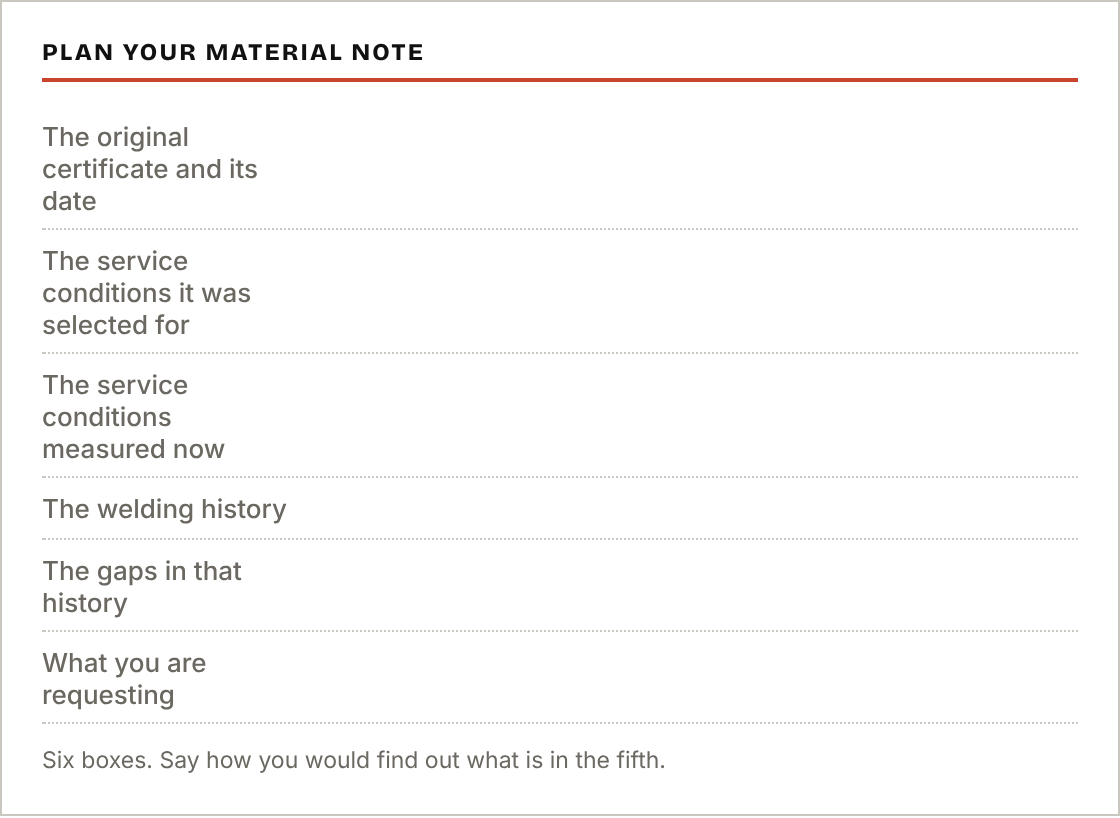 PLAN YOUR MATERIAL NOTE
The original
certificate and its
date
The service
conditions it was
selected for
The service
conditions
measured now
The welding history
The gaps in that
history
What you are
requesting
Six boxes. Say how you would find out what is in the fifth.